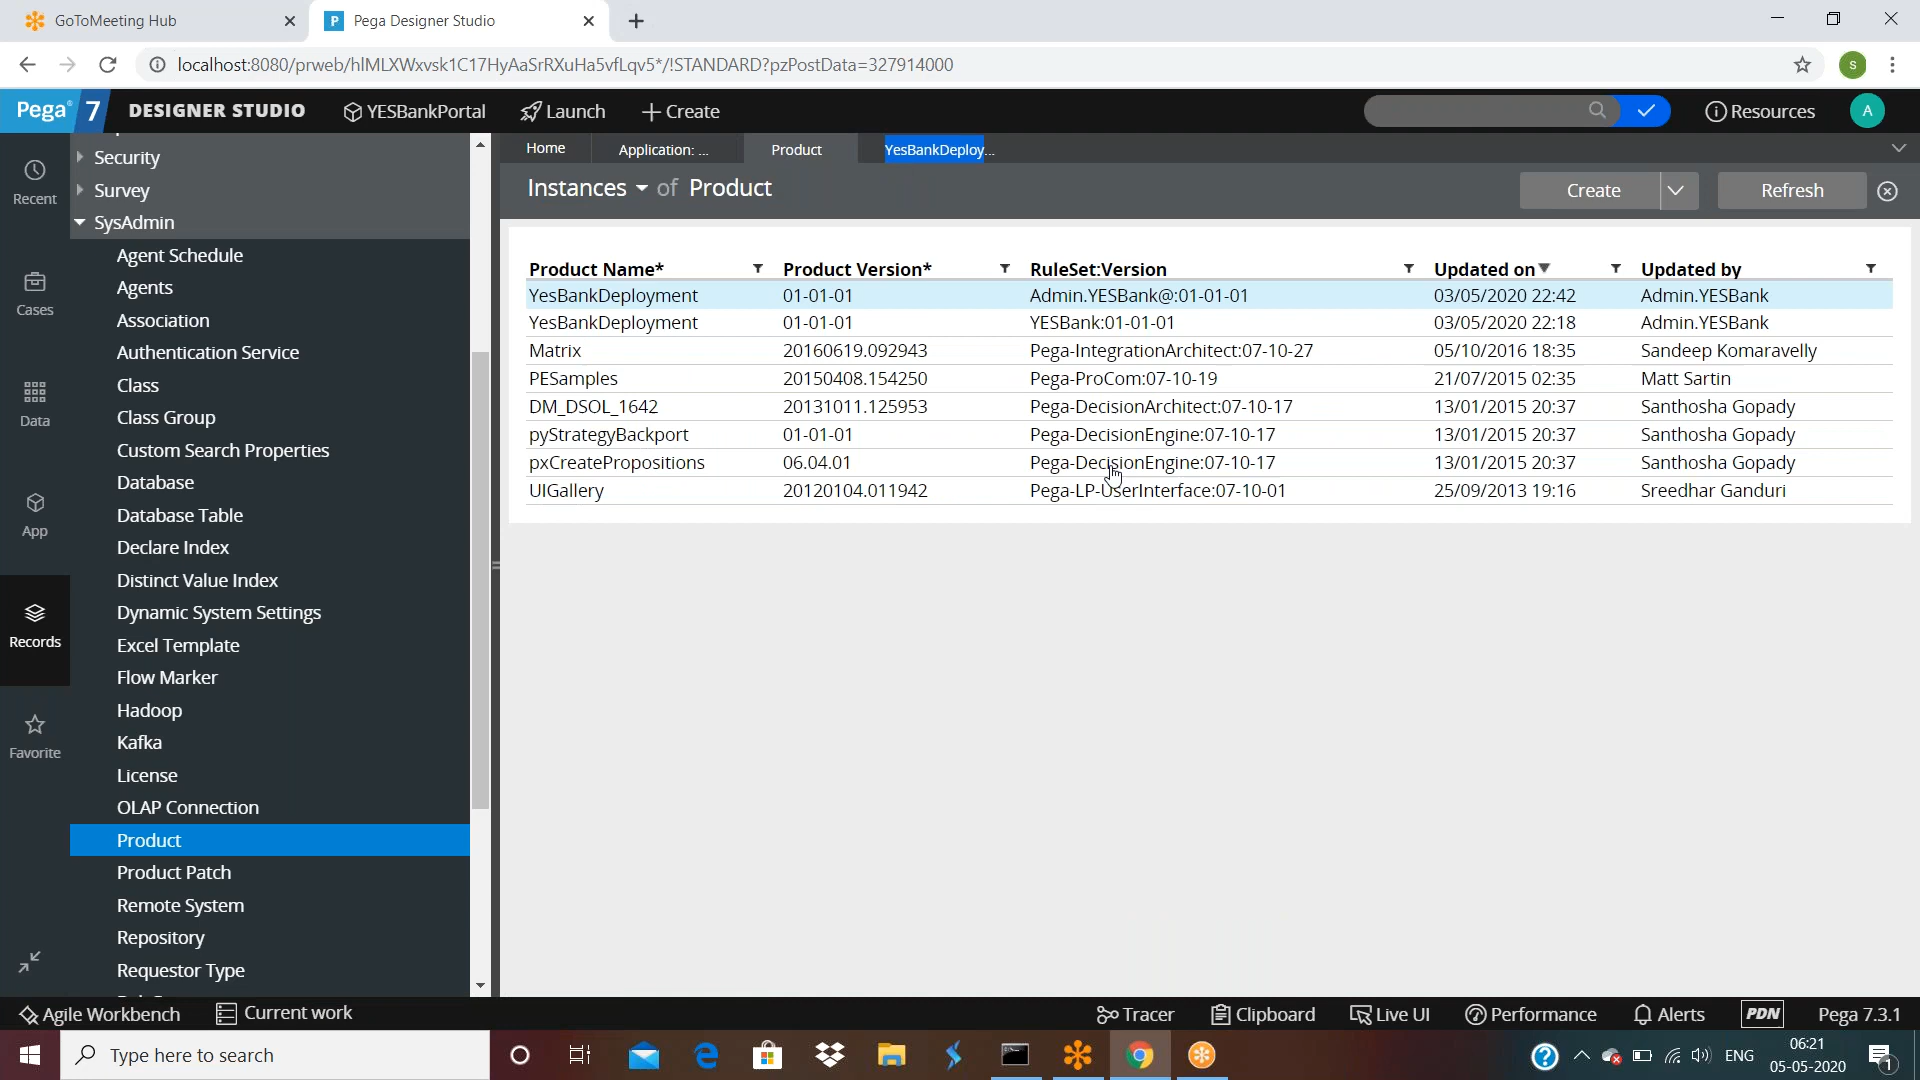 GoToMeeting Hub
Pega Designer Studio
localhost:8080/prweb/hIMLXWxvsk1C17HyAaSrRXuHa5vfLqv5*/!STANDARD?pzPostData=327914000
S
Pega 7 DESIGNER STUDIO YESBankPortal Launch Create Resources A
Home Application: ... Product YesBankDeploy...
Instances of Product Create Refresh
Recent
Cases
Data
App
Records
Favorite
Security
Survey
SysAdmin
Agent Schedule
Agents
Association
Authentication Service
Class
Class Group
Custom Search Properties
Database
Database Table
Declare Index
Distinct Value Index
Dynamic System Settings
Excel Template
Flow Marker
Hadoop
Kafka
License
OLAP Connection
Product
Product Patch
Remote System
Repository
Requestor Type
Product Name* Product Version* RuleSet:Version Updated on Updated by
YesBankDeployment 01-01-01 Admin.YESBank@:01-01-01 03/05/2020 22:42 Admin.YESBank
YesBankDeployment 01-01-01 YESBank:01-01-01 03/05/2020 22:18 Admin.YESBank
Matrix 20160619.092943 Pega-IntegrationArchitect:07-10-27 05/10/2016 18:35 Sandeep Komaravelly
PESamples 20150408.154250 Pega-ProCom:07-10-19 21/07/2015 02:35 Matt Sartin
DM_DSOL_1642 20131011.125953 Pega-DecisionArchitect:07-10-17 13/01/2015 20:37 Santhosha Gopady
pyStrategyBackport 01-01-01 Pega-DecisionEngine:07-10-17 13/01/2015 20:37 Santhosha Gopady
pxCreatePropositions 06.04.01 Pega-DecisionEngine:07-10-17 13/01/2015 20:37 Santhosha Gopady
UIGallery 20120104.011942 Pega-LP-UserInterface:07-10-01 25/09/2013 19:16 Sreedhar Ganduri
Agile Workbench Current work Tracer Clipboard Live UI Performance Alerts PDN Pega 7.3.1
Type here to search
ENG
06:21
05-05-2020
1